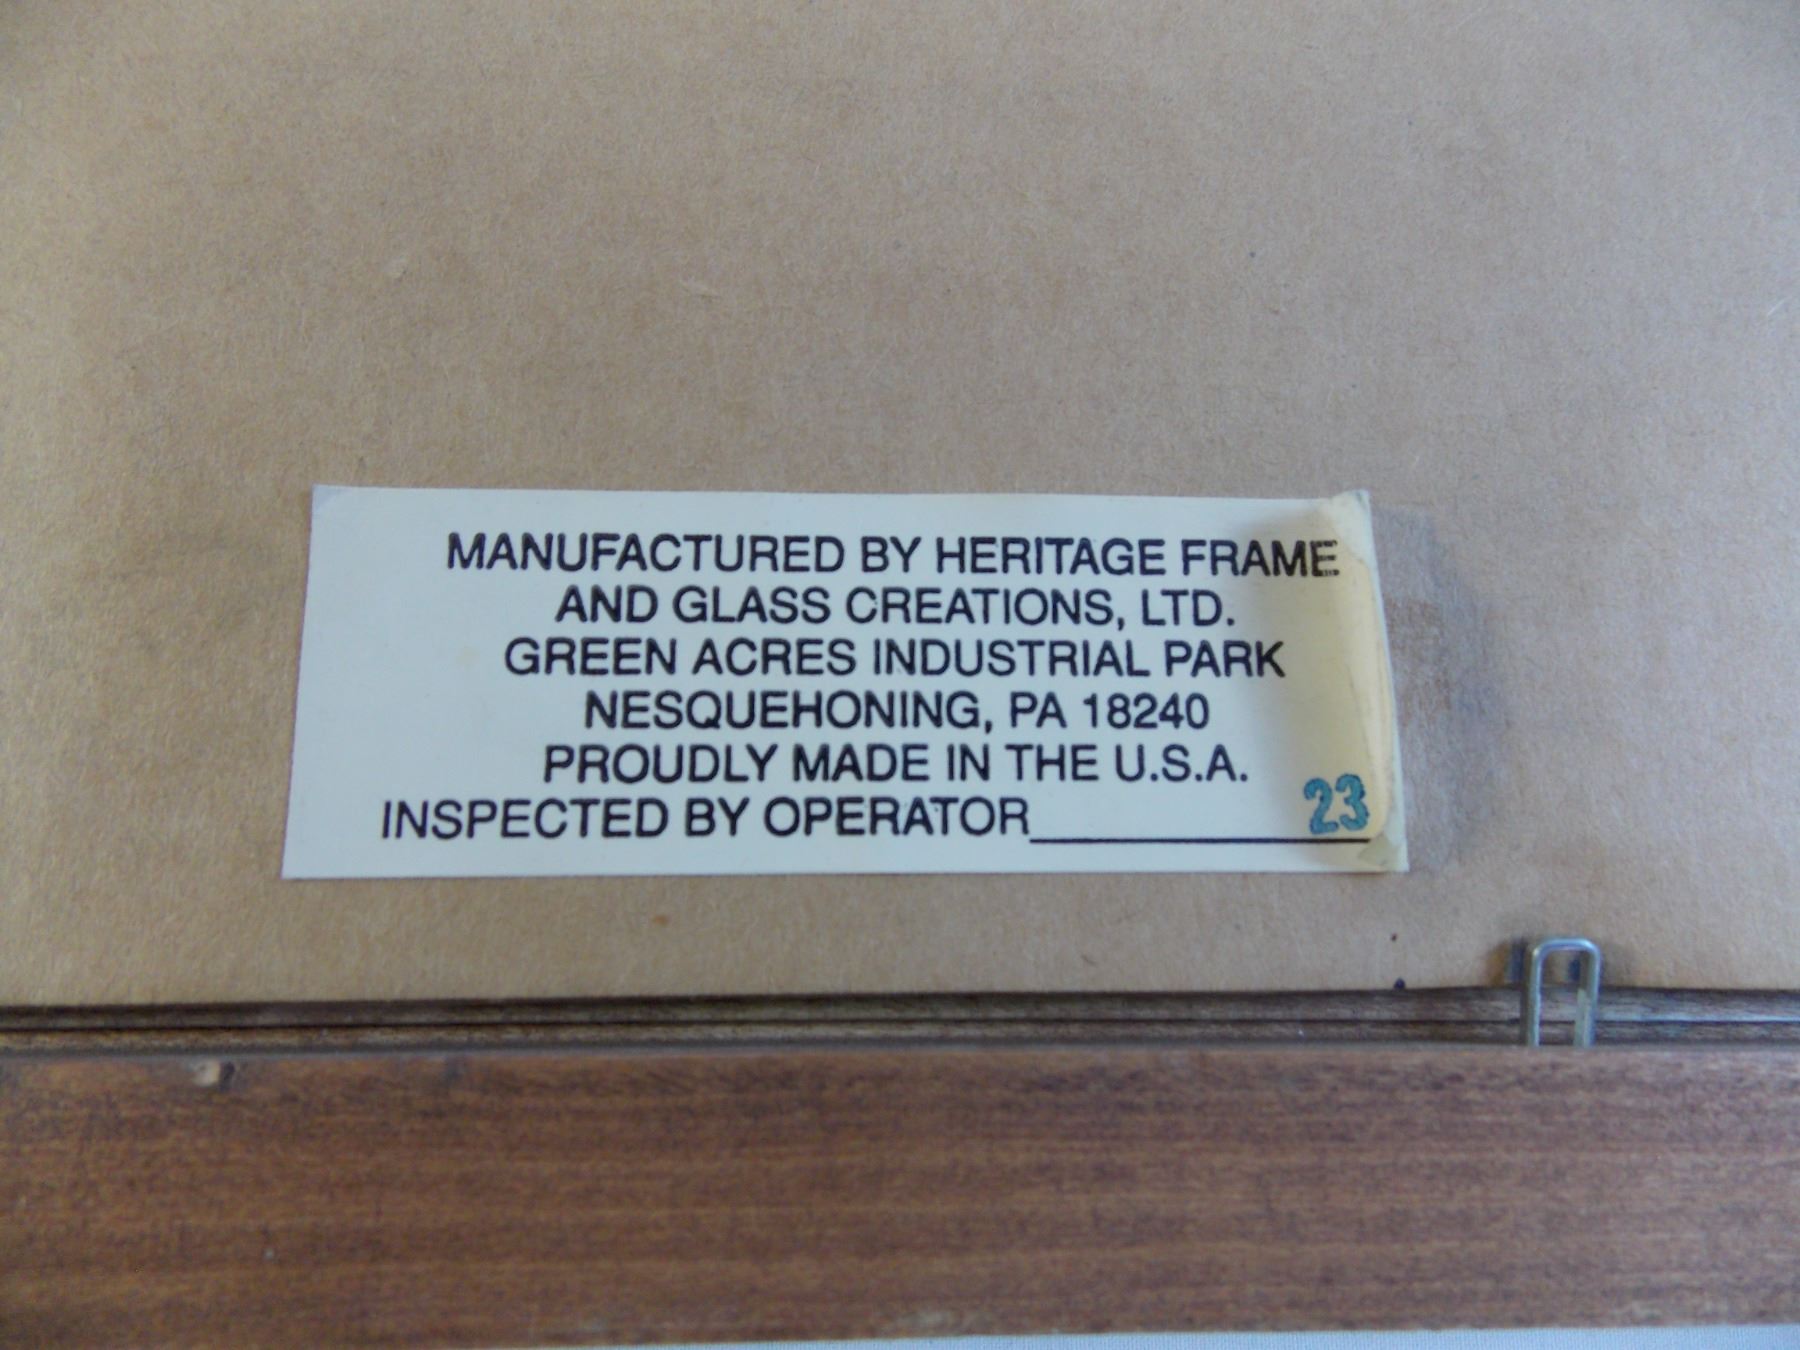 MANUFACTURED BY HERITAGE FRAME
AND GLASS CREATIONS, LTD.
GREEN ACRES INDUSTRIAL PARK
NESQUEHONING, PA 18240
PROUDLY MADE IN THE U.S.A.
INSPECTED BY OPERATOR 23